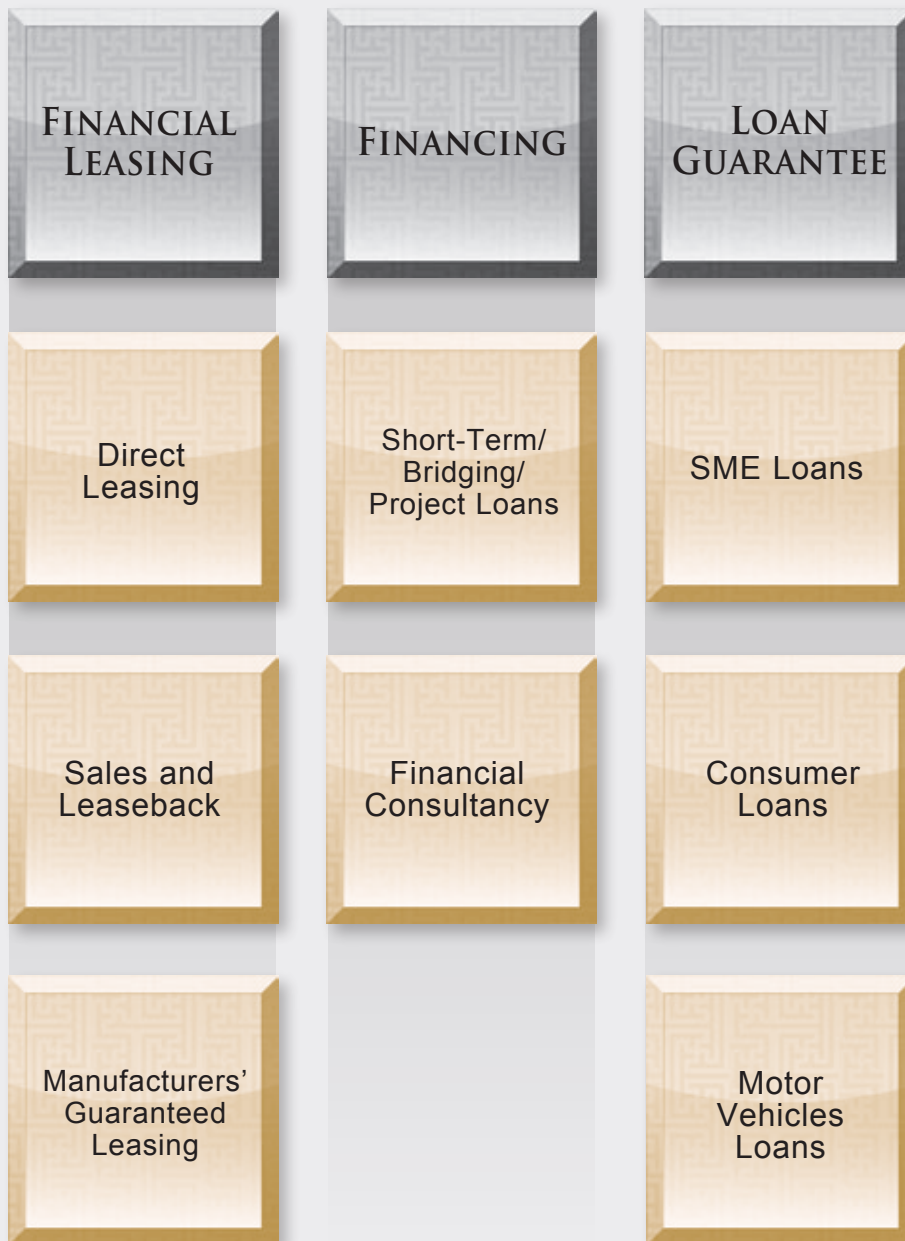 FINANCIAL
LEASING
FINANCING
LOAN
GUARANTEE
Direct
Leasing
Short-Term/
Bridging/
Project Loans
SME Loans
Sales and
Leaseback
Financial
Consultancy
Consumer
Loans
Manufacturers’
Guaranteed
Leasing
Motor
Vehicles
Loans